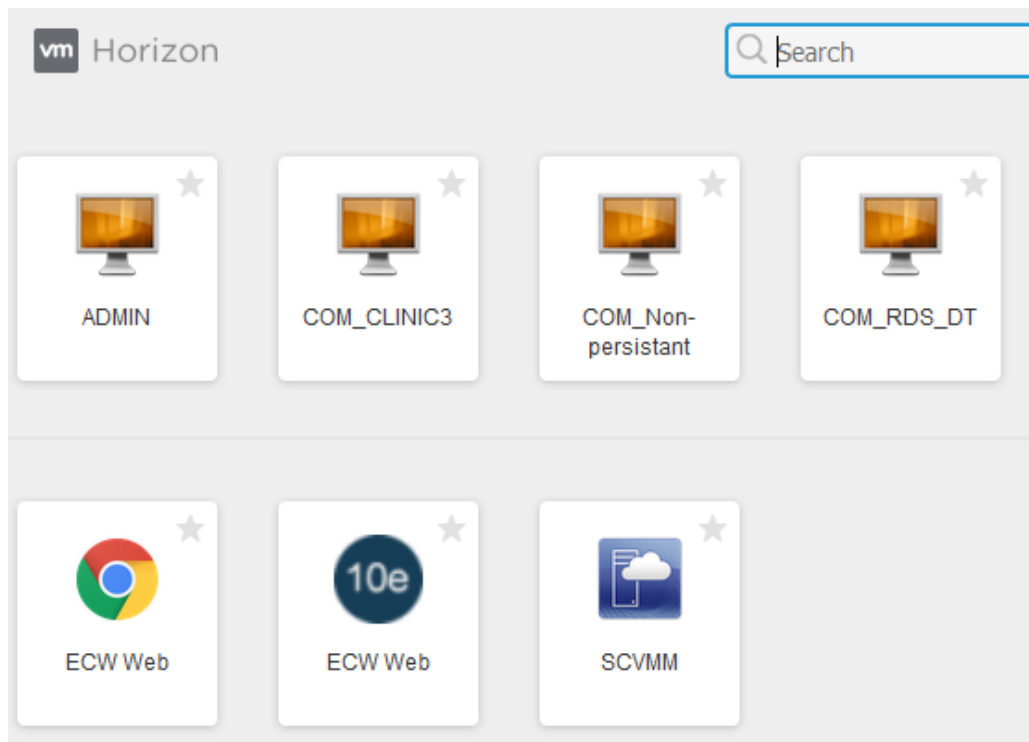 vm Horizon
Search
ADMIN
COM_CLINIC3
COM_Non-
persistant
COM_RDS_DT
10e
ECW Web
ECW Web
SCVMM